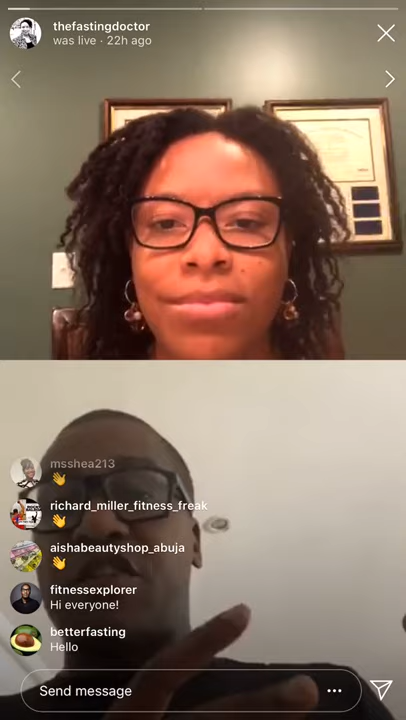 thefastingdoctor
was live · 22h ago
msshea213
👋
richard_miller_fitness_freak
👋
aishabeautyshop_abuja
👋
fitnessexplorer
Hi everyone!
betterfasting
Hello
Send message